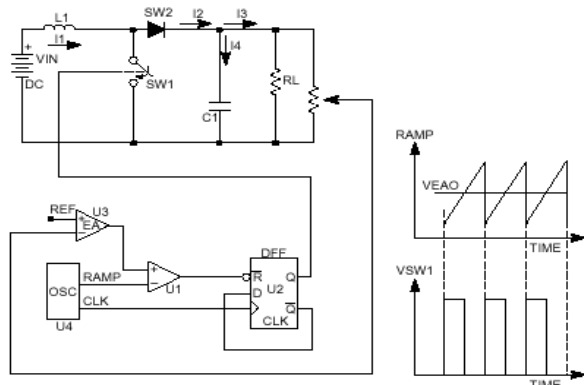 L1
SW2
I2
I3
I1
I4
VIN
DC
SW1
C1
RL
REF
U3
EA
RAMP
CLK
OSC
U4
U1
DFF
R
Q
D
U2
Q
CLK
RAMP
VEAO
TIME
VSW1
TIME